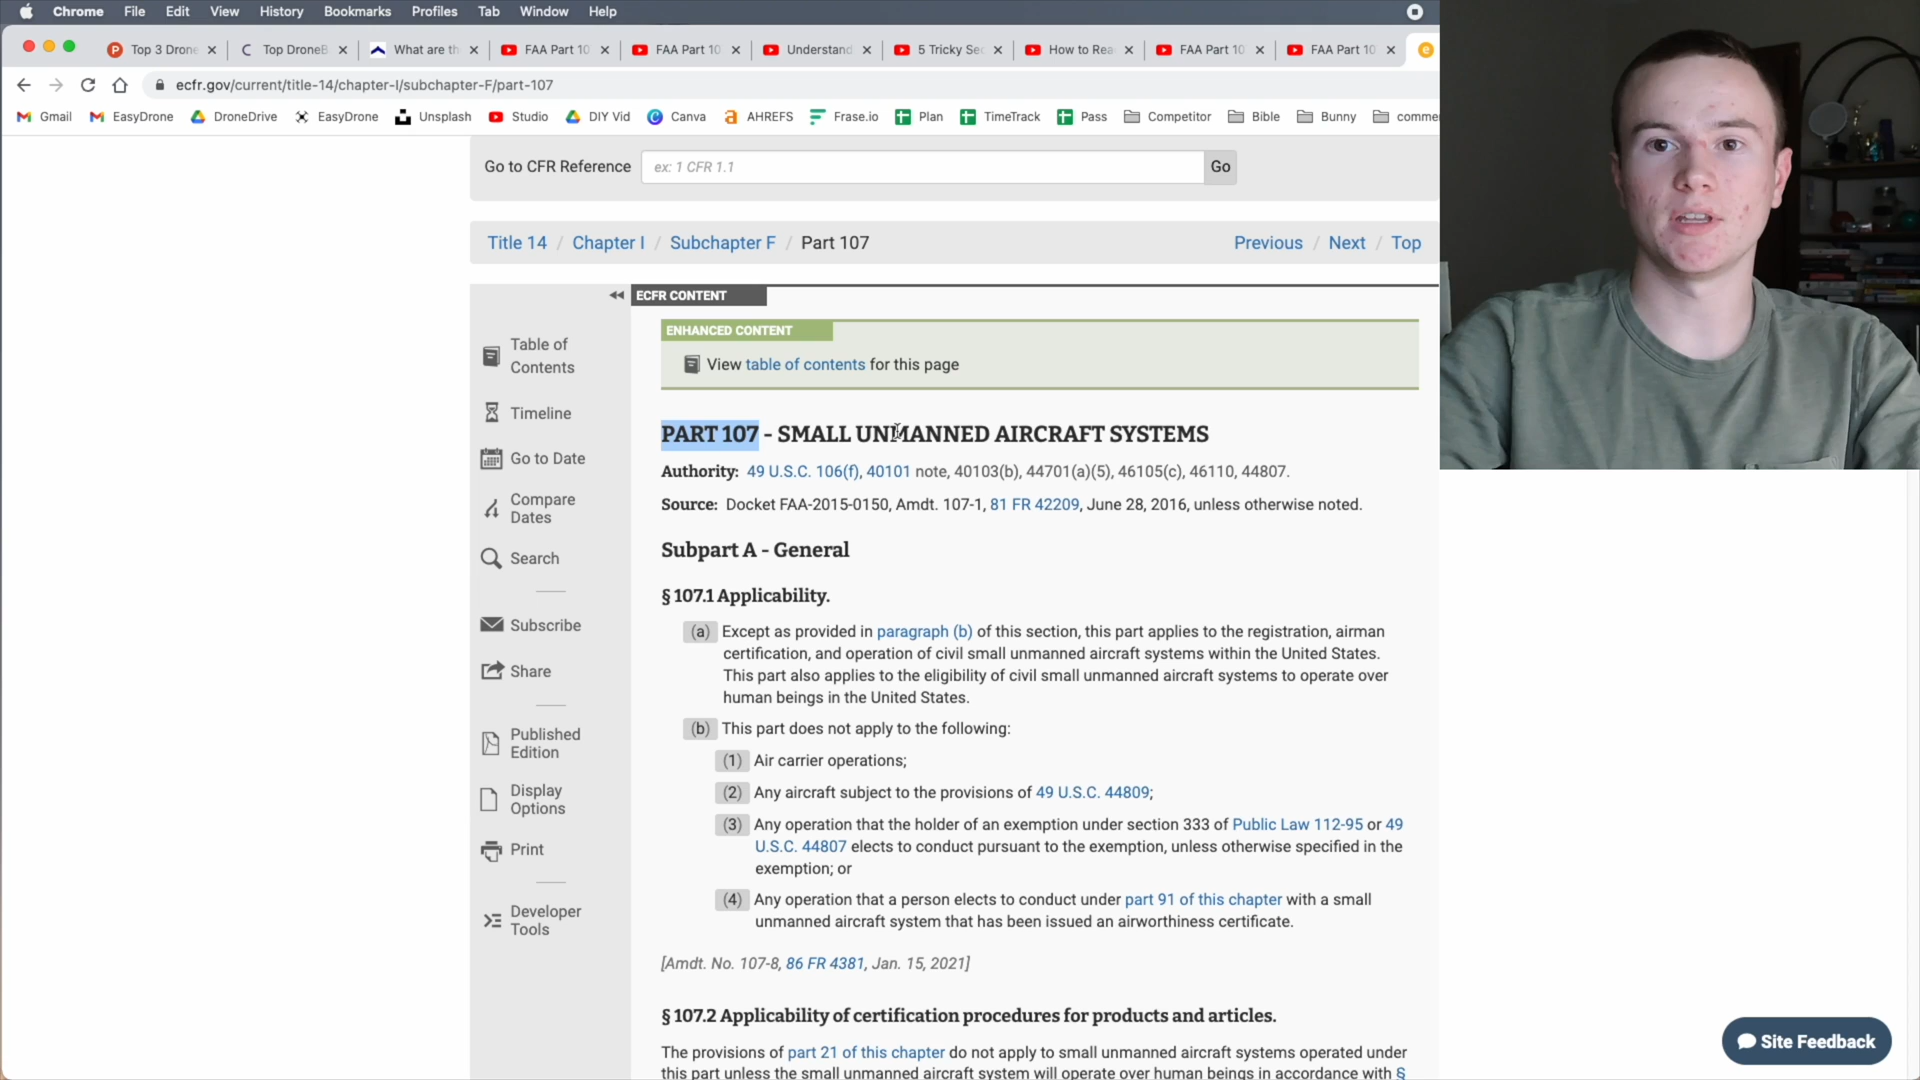 Chrome File Edit View History Bookmarks Profiles Tab Window Help
Top 3 Drone Top DroneB What are th FAA Part 10 FAA Part 10 Understand 5 Tricky Sec How to Rea FAA Part 10 FAA Part 10
ecfr.gov/current/title-14/chapter-I/subchapter-F/part-107
Gmail EasyDrone DroneDrive EasyDrone Unsplash Studio DIY Vid Canva AHREFS Frase.io Plan TimeTrack Pass Competitor Bible Bunny comme
Go to CFR Reference ex: 1 CFR 1.1 Go
Title 14 / Chapter I / Subchapter F / Part 107 Previous / Next / Top
ECFR CONTENT
ENHANCED CONTENT
View table of contents for this page
Table of
Contents
Timeline
Go to Date
Compare
Dates
Search
Subscribe
Share
Published
Edition
Display
Options
Print
Developer
Tools
PART 107 - SMALL UNMANNED AIRCRAFT SYSTEMS
Authority: 49 U.S.C. 106(f), 40101 note, 40103(b), 44701(a)(5), 46105(c), 46110, 44807.
Source: Docket FAA-2015-0150, Amdt. 107-1, 81 FR 42209, June 28, 2016, unless otherwise noted.
Subpart A - General
§ 107.1 Applicability.
(a) Except as provided in paragraph (b) of this section, this part applies to the registration, airman
certification, and operation of civil small unmanned aircraft systems within the United States.
This part also applies to the eligibility of civil small unmanned aircraft systems to operate over
human beings in the United States.
(b) This part does not apply to the following:
(1) Air carrier operations;
(2) Any aircraft subject to the provisions of 49 U.S.C. 44809;
(3) Any operation that the holder of an exemption under section 333 of Public Law 112-95 or 49
U.S.C. 44807 elects to conduct pursuant to the exemption, unless otherwise specified in the
exemption; or
(4) Any operation that a person elects to conduct under part 91 of this chapter with a small
unmanned aircraft system that has been issued an airworthiness certificate.
[Amdt. No. 107-8, 86 FR 4381, Jan. 15, 2021]
§ 107.2 Applicability of certification procedures for products and articles.
The provisions of part 21 of this chapter do not apply to small unmanned aircraft systems operated under
this part unless the small unmanned aircraft system will operate over human beings in accordance with §
Site Feedback